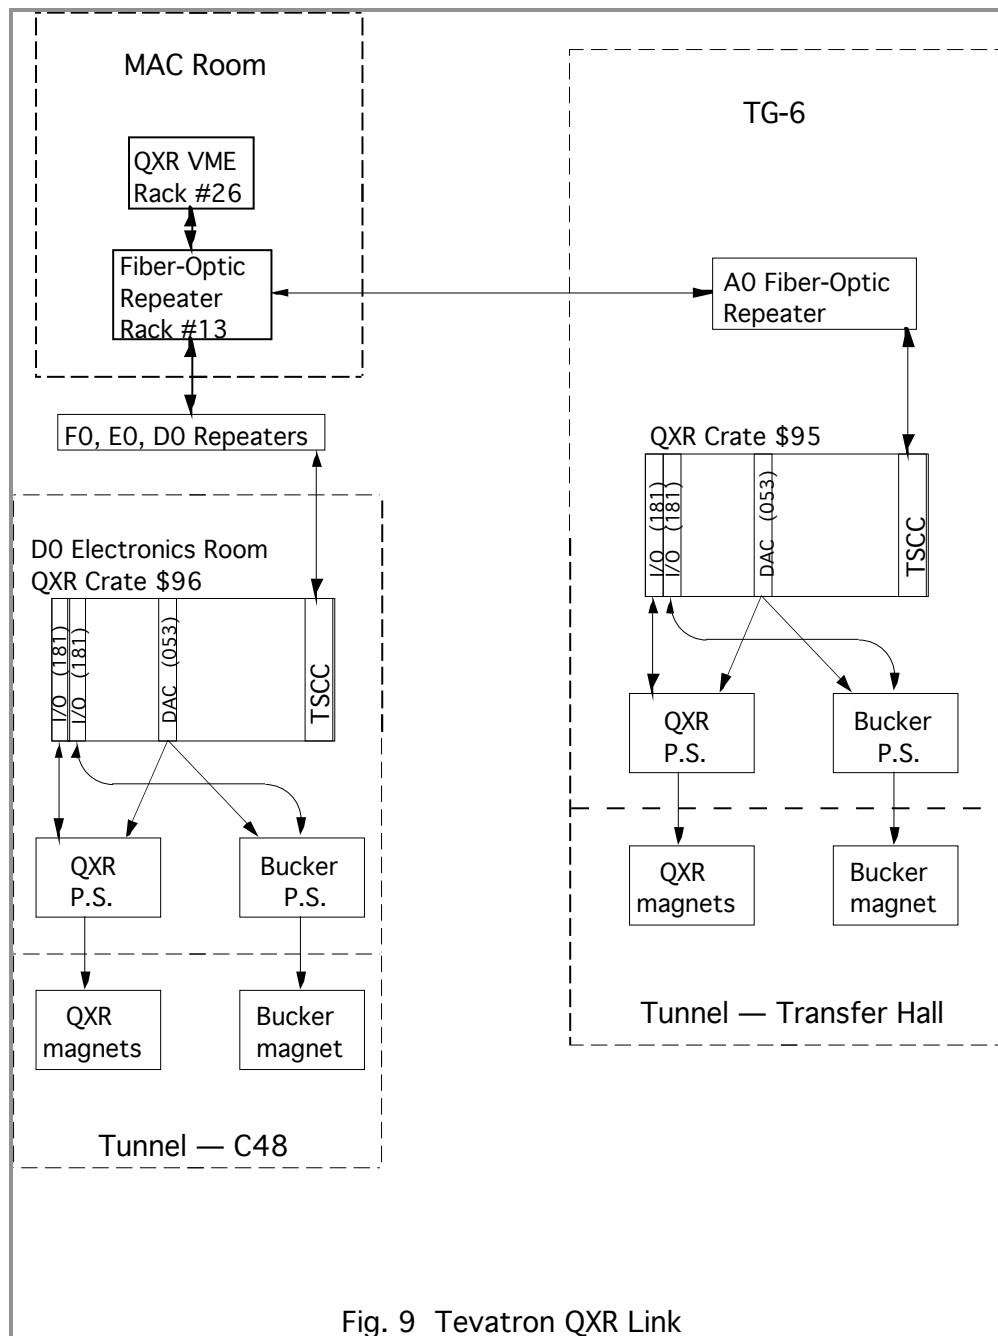 MAC Room
QXR VME
Rack #26
Fiber-Optic
Repeater
Rack #13
F0, E0, D0 Repeaters
D0 Electronics Room
QXR Crate $96
I/O (181)
I/O (181)
DAC (053)
TSCC
QXR
P.S.
Bucker
P.S.
QXR
magnets
Bucker
magnet
Tunnel — C48
TG-6
A0 Fiber-Optic
Repeater
QXR Crate $95
I/O (181)
I/O (181)
DAC (053)
TSCC
QXR
P.S.
Bucker
P.S.
QXR
magnets
Bucker
magnet
Tunnel — Transfer Hall
Fig. 9 Tevatron QXR Link